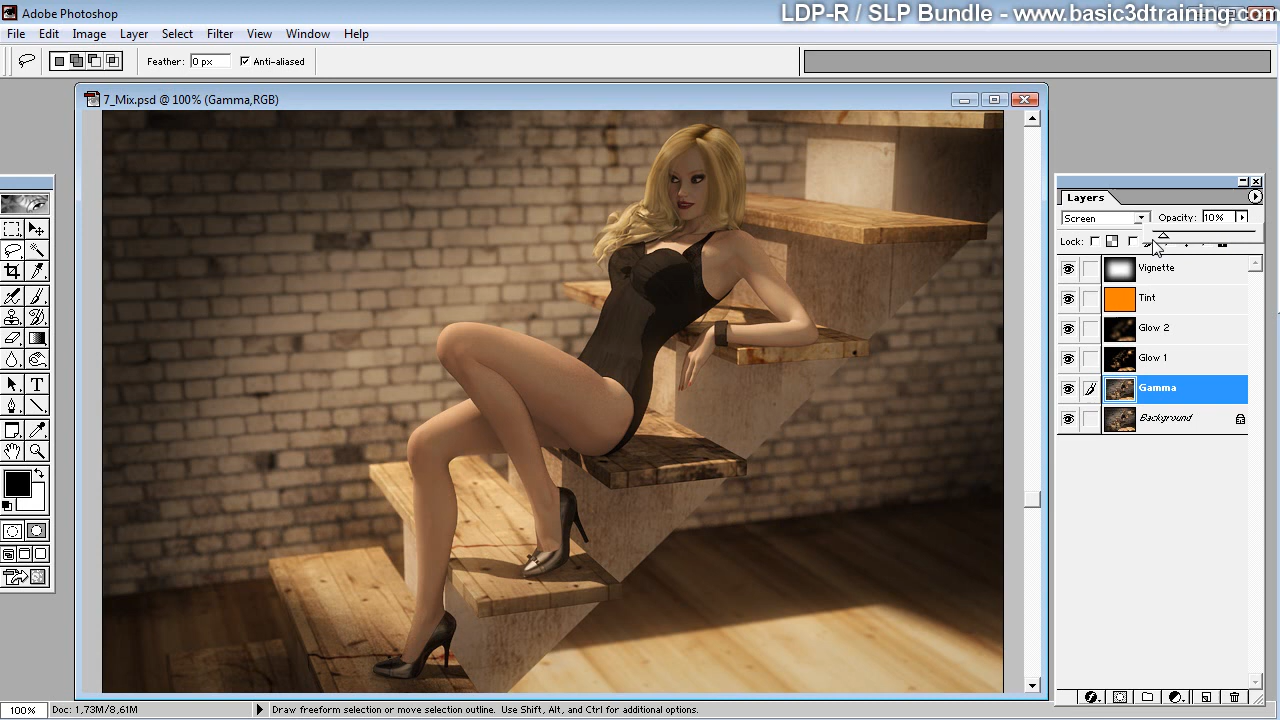 Adobe Photoshop
LDP-R / SLP Bundle - www.basic3dtraining.com
File Edit Image Layer Select Filter View Window Help
Feather: 0 px Anti-aliased
7_Mix.psd @ 100% (Gamma,RGB)
Layers
Screen Opacity: 10%
Lock:
Vignette
Tint
Glow 2
Glow 1
Gamma
Background
100% Doc: 1,73M/8,61M Draw freeform selection or move selection outline. Use Shift, Alt, and Ctrl for additional options.